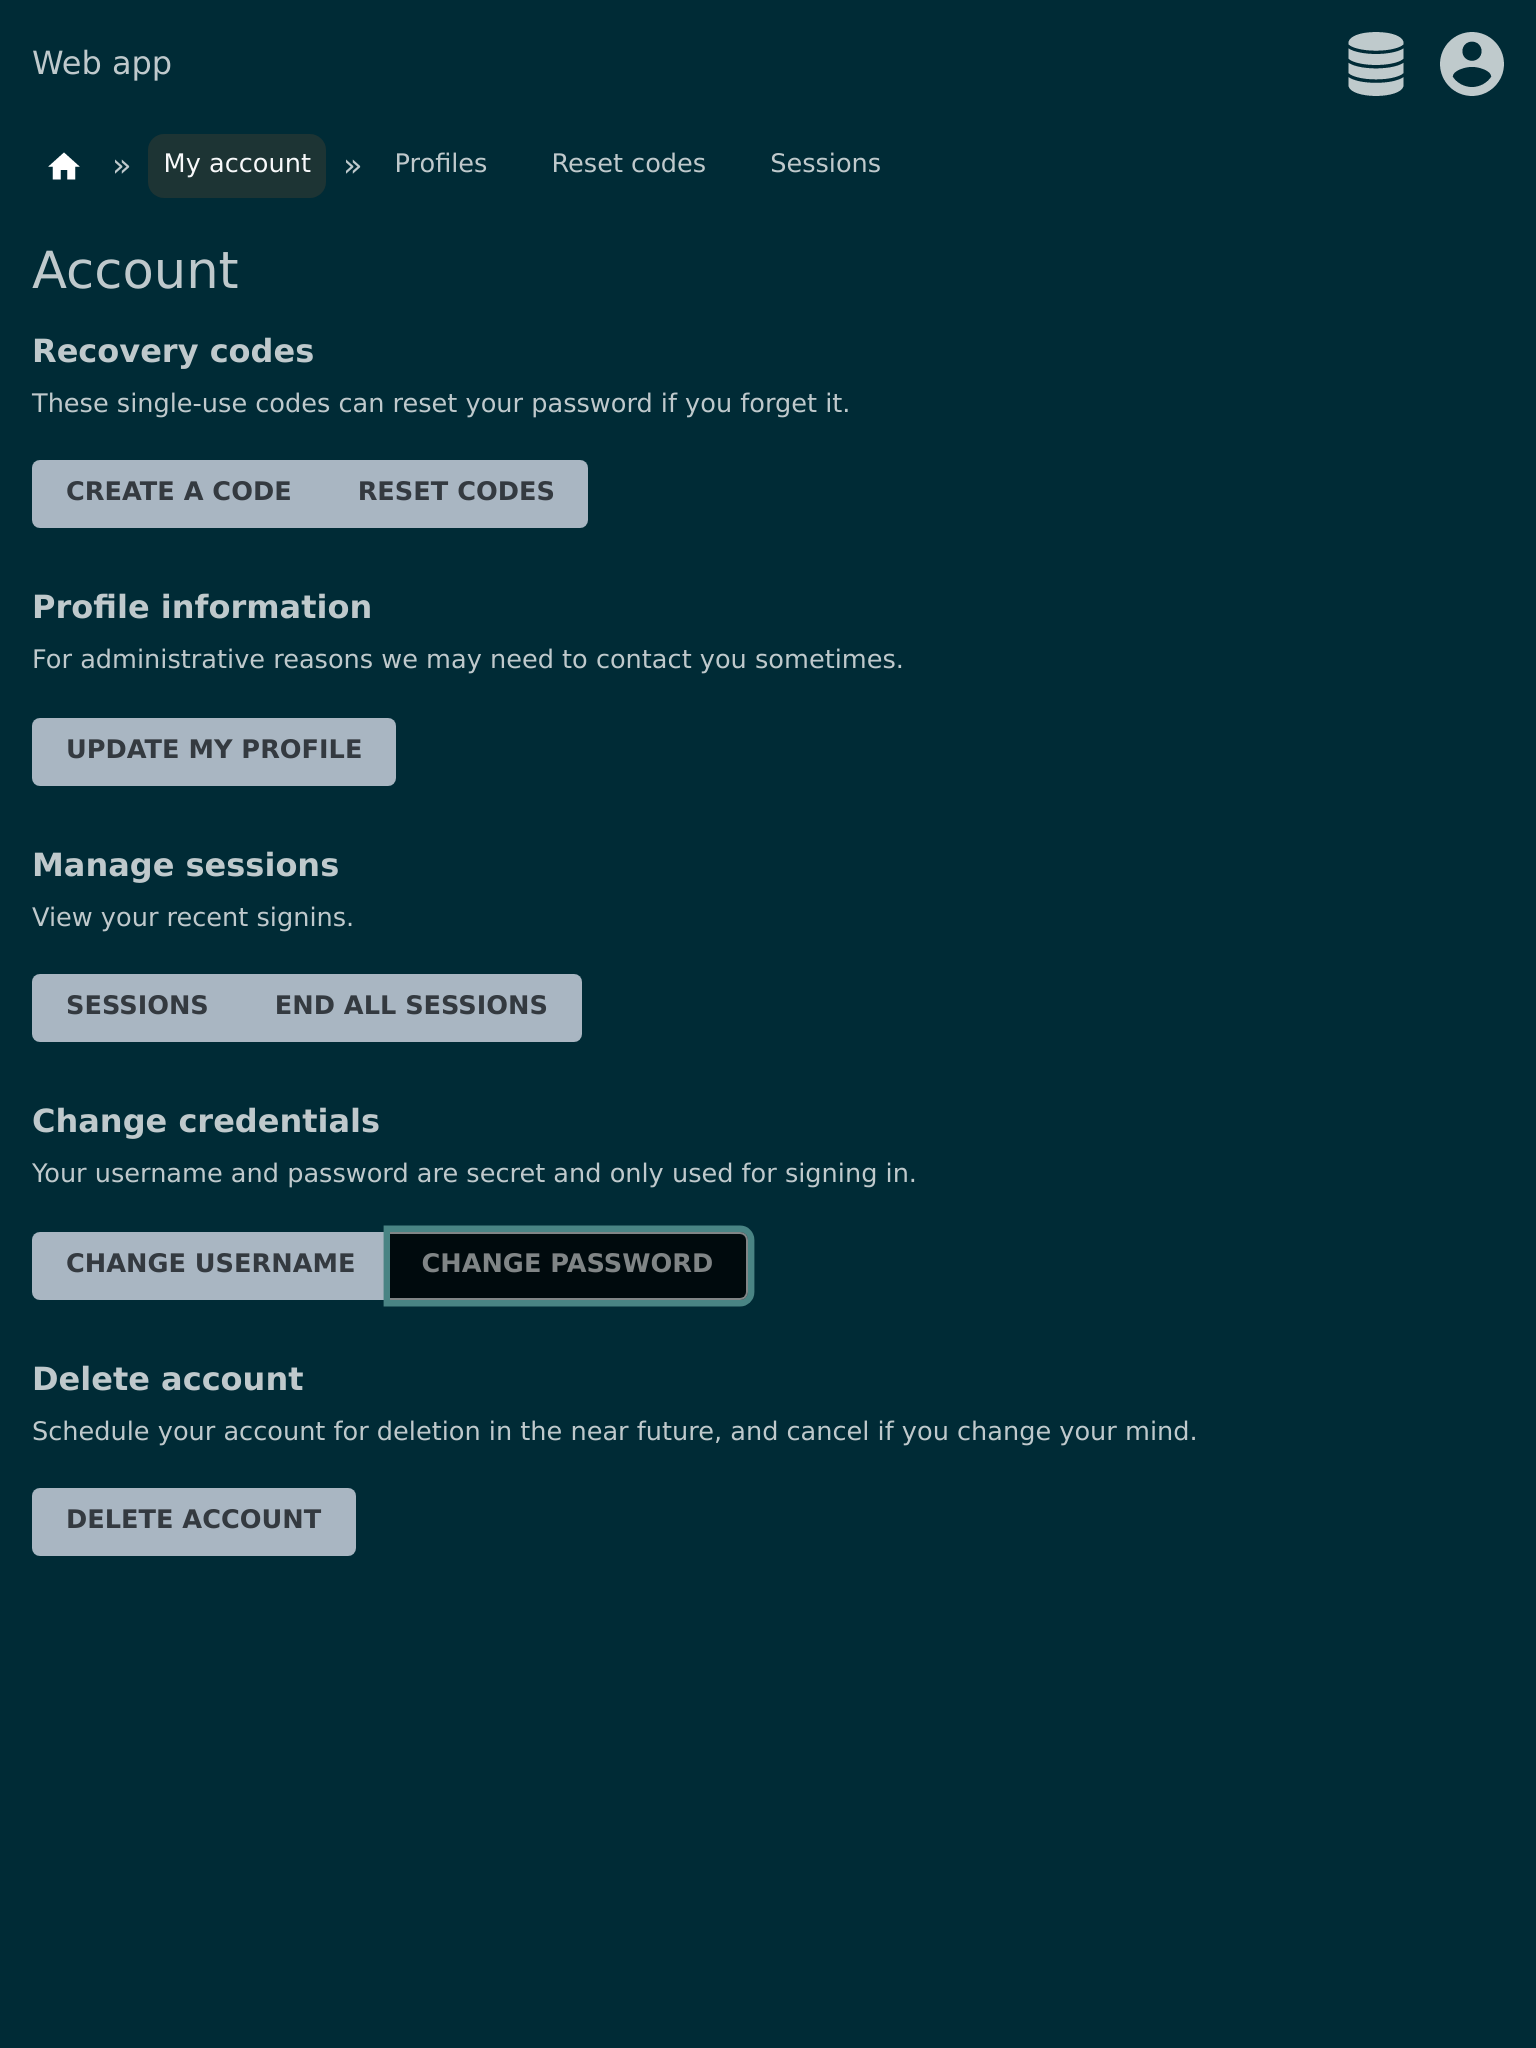 Web app
» My account » Profiles Reset codes Sessions
Account
Recovery codes
These single-use codes can reset your password if you forget it.
CREATE A CODE RESET CODES
Profile information
For administrative reasons we may need to contact you sometimes.
UPDATE MY PROFILE
Manage sessions
View your recent signins.
SESSIONS END ALL SESSIONS
Change credentials
Your username and password are secret and only used for signing in.
CHANGE USERNAME CHANGE PASSWORD
Delete account
Schedule your account for deletion in the near future, and cancel if you change your mind.
DELETE ACCOUNT